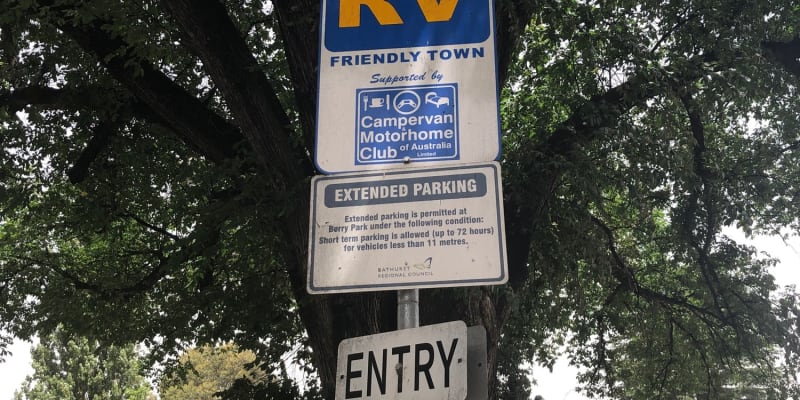 RV
FRIENDLY TOWN
Supported by
Campervan
Motorhome
Club of Australia
Limited
EXTENDED PARKING
Extended parking is permitted at
Berry Park under the following condition:
Short term parking is allowed (up to 72 hours)
for vehicles less than 11 metres.
BATHURST
REGIONAL COUNCIL
ENTRY